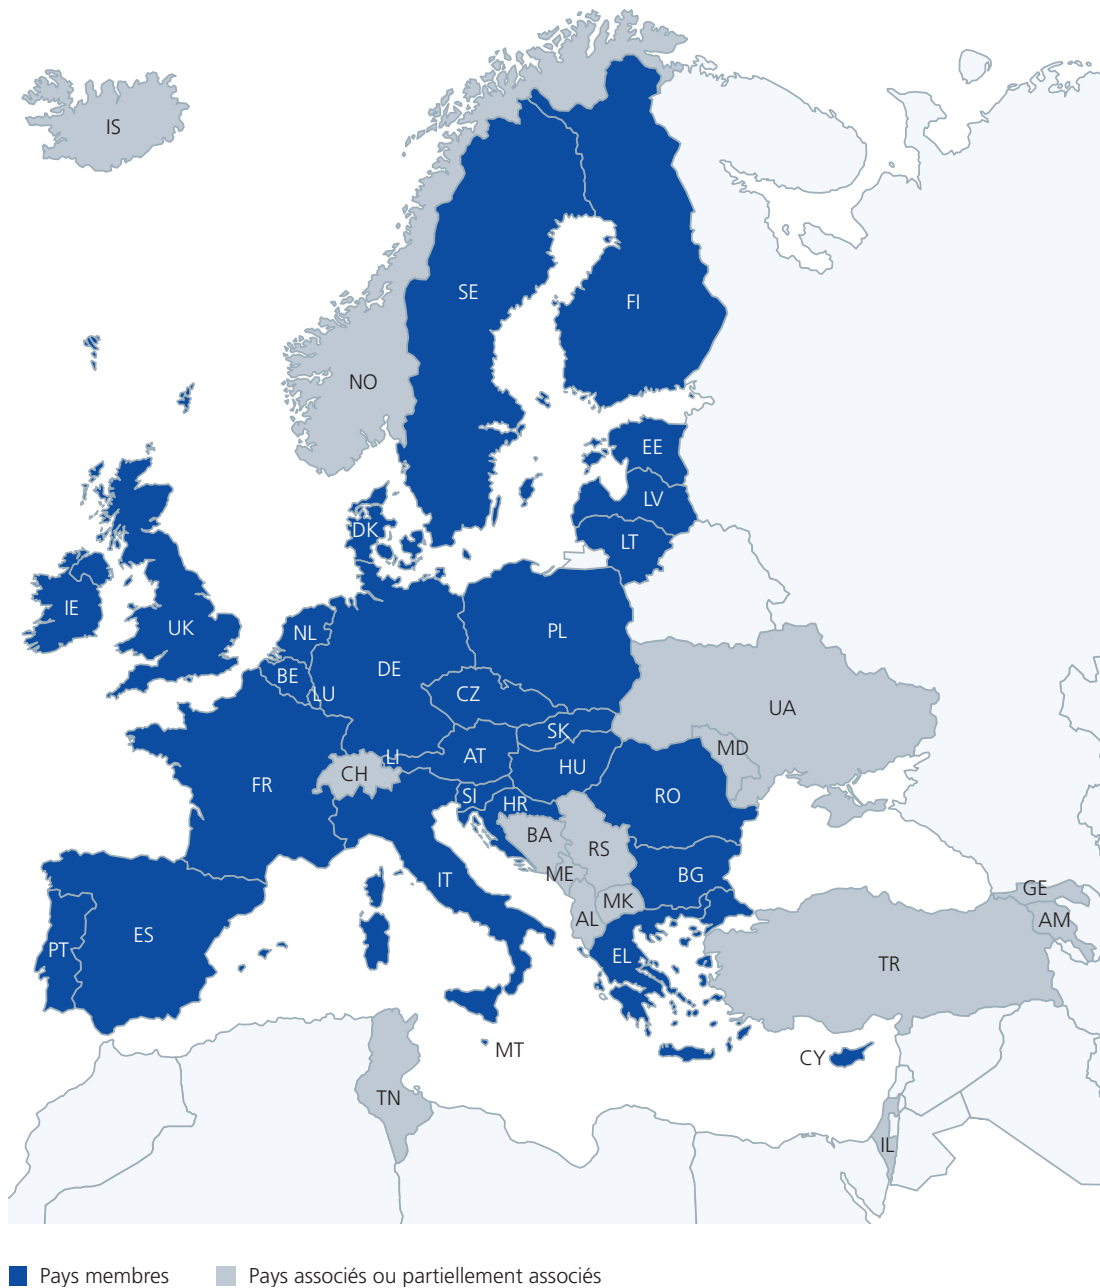 IS
SE
FI
NO
EE
LV
DK
LT
IE
UK
NL
PL
DE
BE
CZ
LU
UA
SK
MD
LI
AT
HU
CH
FR
SI
HR
RO
BA
RS
ME
BG
IT
GE
MK
AL
AM
ES
PT
EL
TR
MT
CY
TN
IL
Pays membres
Pays associés ou partiellement associés